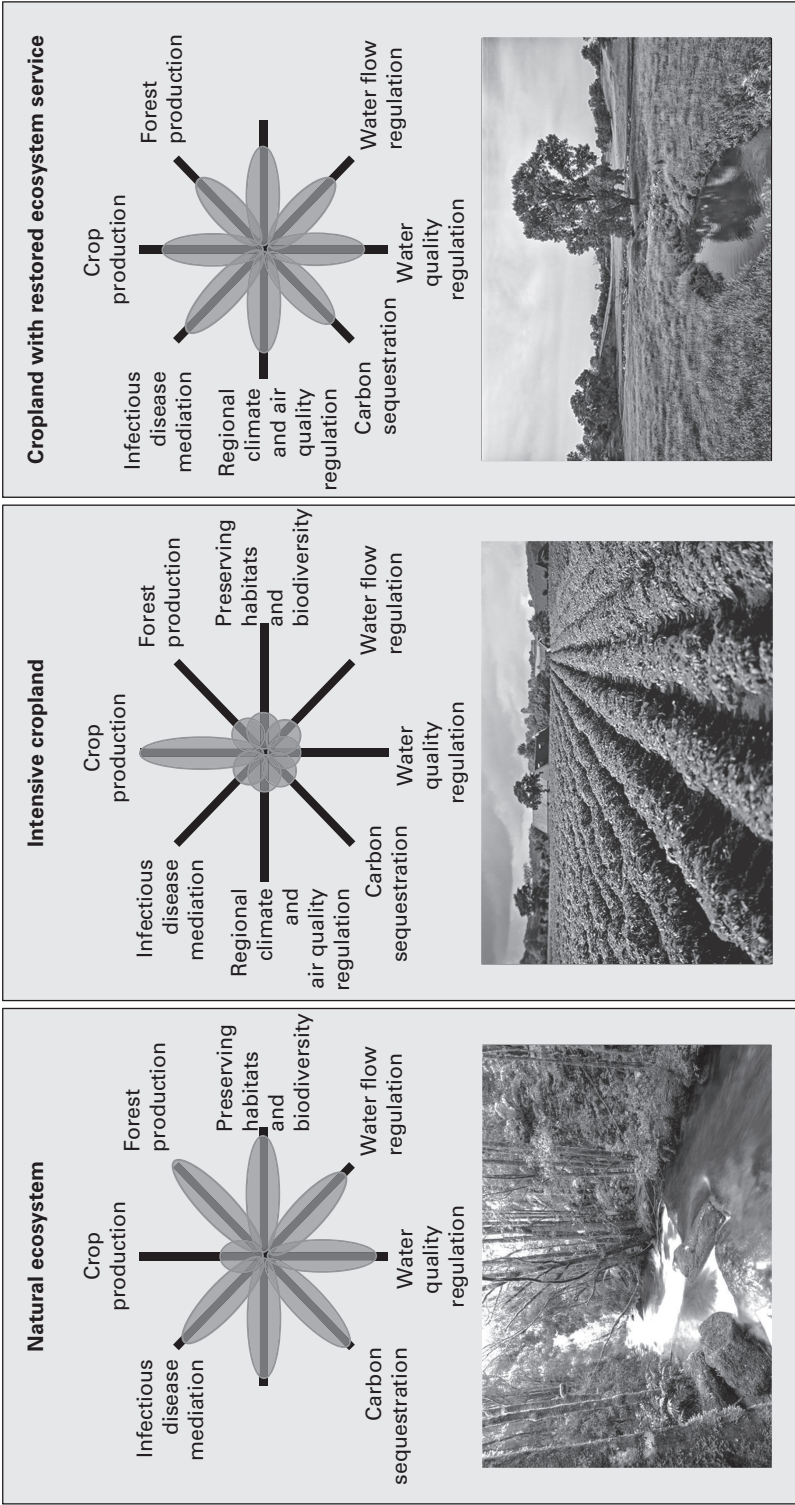 Natural ecosystem
Crop
production
Forest
production
Preserving
habitats
and
biodiversity
Water flow
regulation
Water
quality
regulation
Carbon
sequestration
Infectious
disease
mediation
Intensive cropland
Crop
production
Forest
production
Preserving
habitats
and
biodiversity
Water flow
regulation
Water
quality
regulation
Carbon
sequestration
Regional
climate
and
air quality
regulation
Infectious
disease
mediation
Cropland with restored ecosystem service
Crop
production
Forest
production
Water flow
regulation
Water
quality
regulation
Carbon
sequestration
Regional
climate
and air
quality
regulation
Infectious
disease
mediation